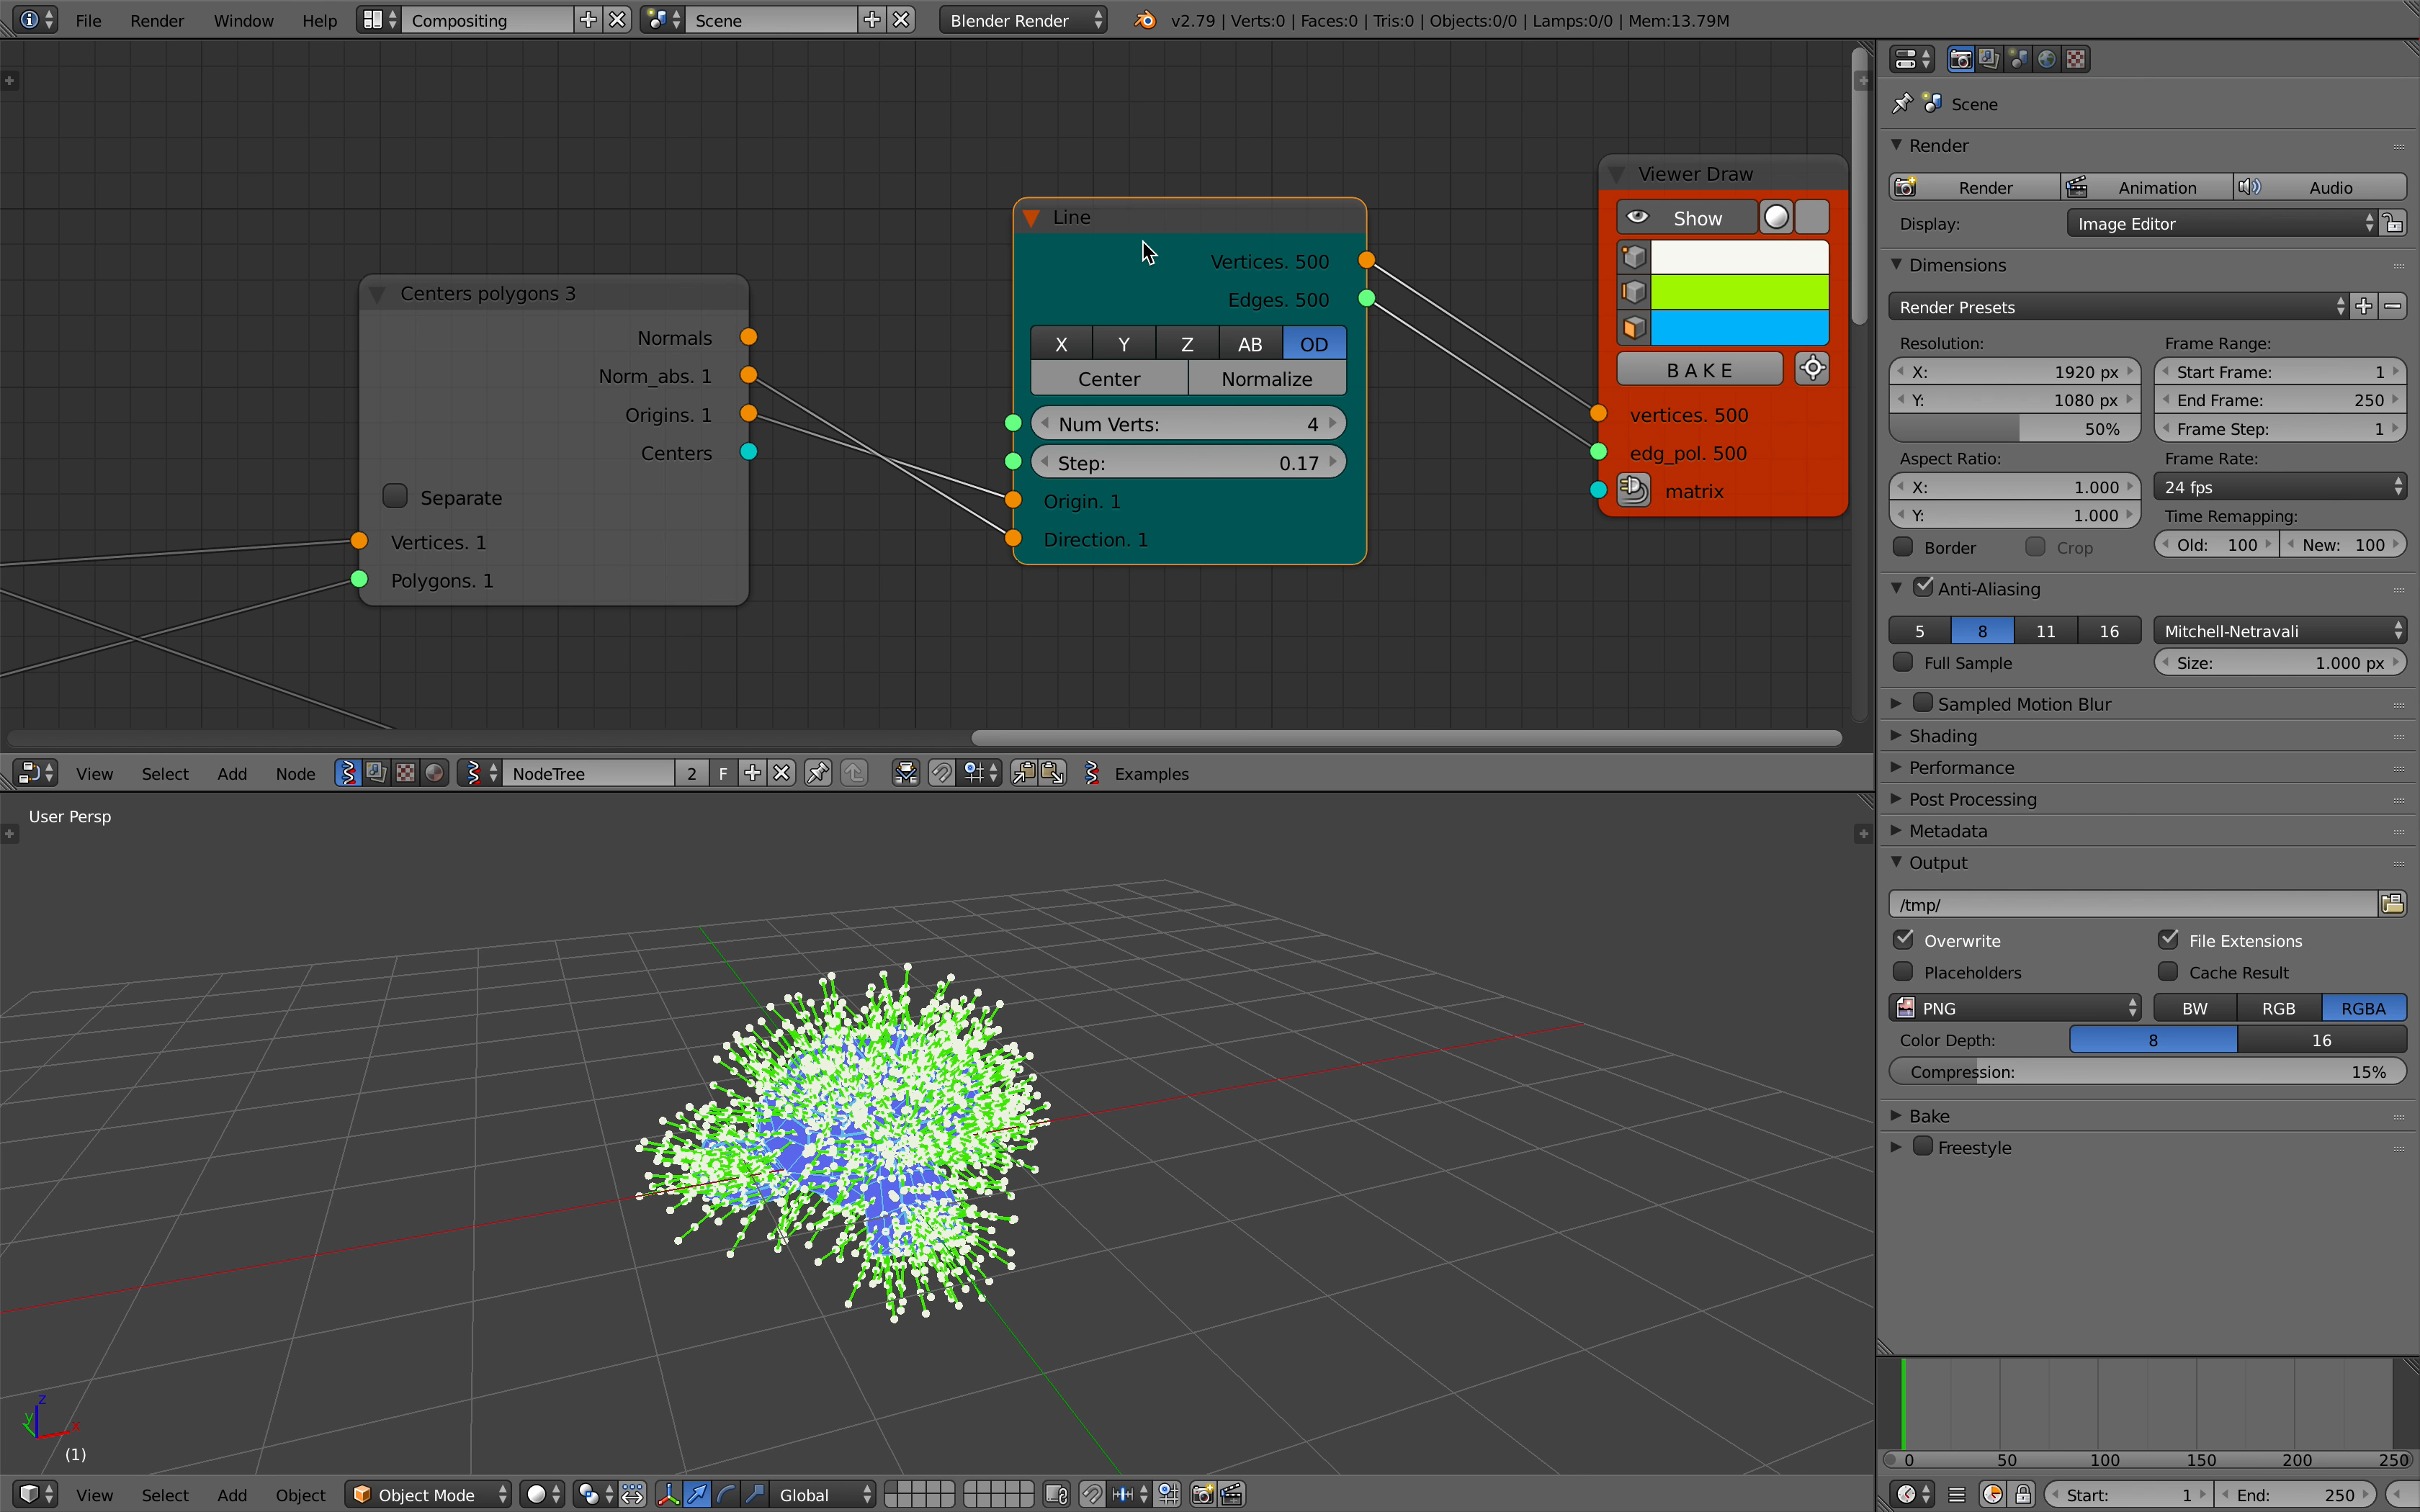 File Render Window Help Compositing Scene Blender Render v2.79 | Verts:0 | Faces:0 | Tris:0 | Objects:0/0 | Lamps:0/0 | Mem:13.79M
Centers polygons 3
Normals
Norm_abs. 1
Origins. 1
Centers
Separate
Vertices. 1
Polygons. 1
Line
Vertices. 500
Edges. 500
X Y Z AB OD
Center Normalize
Num Verts: 4
Step: 0.17
Origin. 1
Direction. 1
Viewer Draw
Show
B A K E
vertices. 500
edg_pol. 500
matrix
View Select Add Node NodeTree 2 F Examples
User Persp
z
y x
(1)
View Select Add Object Object Mode Global
Scene
Render
Render Animation Audio
Display: Image Editor
Dimensions
Render Presets
Resolution: Frame Range:
X: 1920 px Start Frame: 1
Y: 1080 px End Frame: 250
50% Frame Step: 1
Aspect Ratio: Frame Rate:
X: 1.000 24 fps
Y: 1.000 Time Remapping:
Border Crop Old: 100 New: 100
Anti-Aliasing
5 8 11 16 Mitchell-Netravali
Full Sample Size: 1.000 px
Sampled Motion Blur
Shading
Performance
Post Processing
Metadata
Output
/tmp/
Overwrite File Extensions
Placeholders Cache Result
PNG BW RGB RGBA
Color Depth: 8 16
Compression: 15%
Bake
Freestyle
0 50 100 150 200 250
Start: 1 End: 250